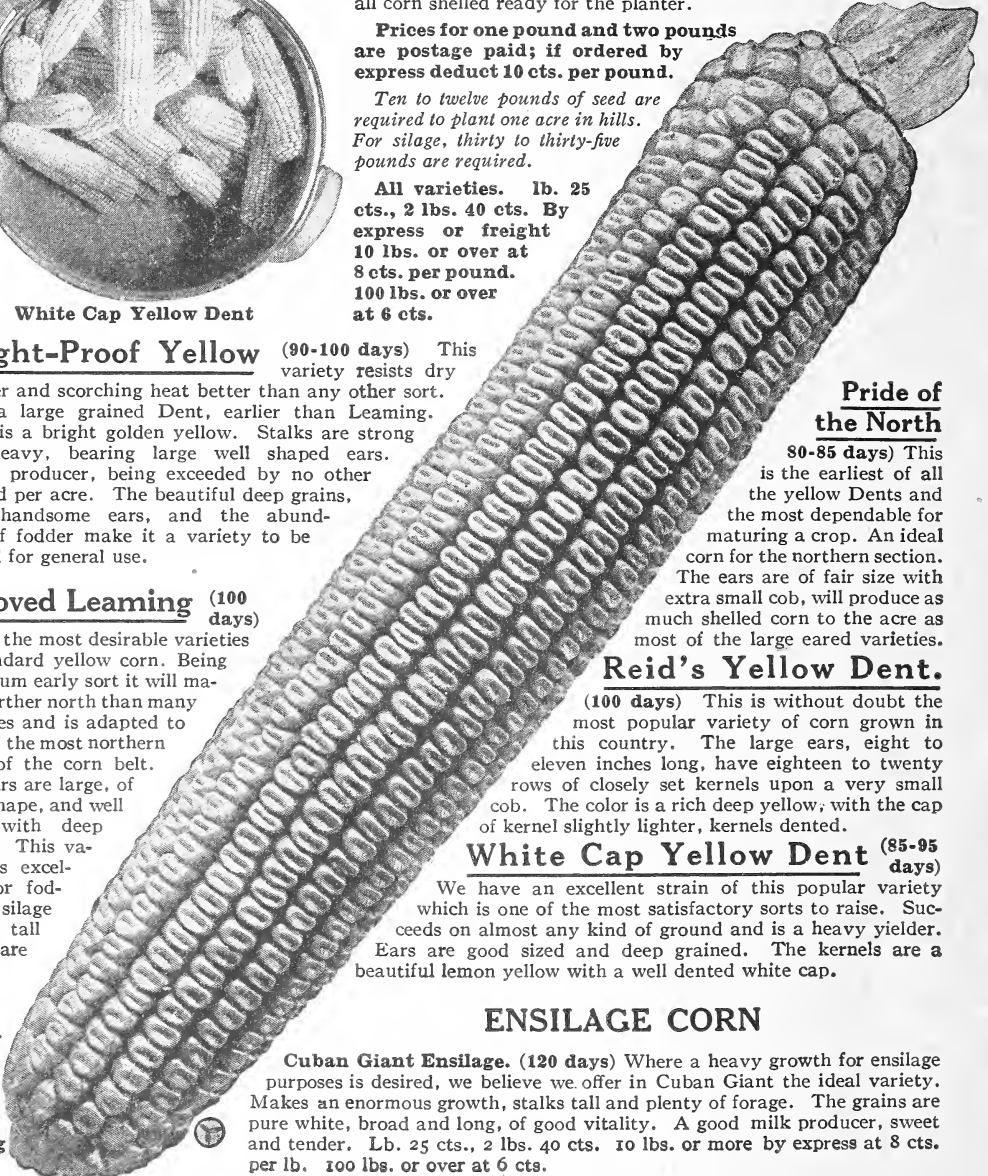 all corn shelled ready for the planter.
Prices for one pound and two pounds
are postage paid; if ordered by
express deduct 10 cts. per pound.
Ten to twelve pounds of seed are
required to plant one acre in hills.
For silage, thirty to thirty-five
pounds are required.
All varieties. lb. 25
cts., 2 lbs. 40 cts. By
express or freight
10 lbs. or over at
8 cts. per pound.
100 lbs. or over
at 6 cts.
White Cap Yellow Dent
ght-Proof Yellow (90-100 days) This
variety resists dry
er and scorching heat better than any other sort.
a large grained Dent, earlier than Leaming.
is a bright golden yellow. Stalks are strong
eavy, bearing large well shaped ears.
producer, being exceeded by no other
d per acre. The beautiful deep grains,
handsome ears, and the abund-
f fodder make it a variety to be
for general use.
oved Leaming (100
days)
the most desirable varieties
ndard yellow corn. Being
um early sort it will ma-
rther north than many
es and is adapted to
the most northern
of the corn belt.
rs are large, of
hape, and well
with deep
This va-
s excel-
or fod-
silage
tall
are
Pride of
the North
80-85 days) This
is the earliest of all
the yellow Dents and
the most dependable for
maturing a crop. An ideal
corn for the northern section.
The ears are of fair size with
extra small cob, will produce as
much shelled corn to the acre as
most of the large eared varieties.
Reid's Yellow Dent.
(100 days) This is without doubt the
most popular variety of corn grown in
this country. The large ears, eight to
eleven inches long, have eighteen to twenty
rows of closely set kernels upon a very small
cob. The color is a rich deep yellow, with the cap
of kernel slightly lighter, kernels dented.
White Cap Yellow Dent (85-95
days)
We have an excellent strain of this popular variety
which is one of the most satisfactory sorts to raise. Suc-
ceeds on almost any kind of ground and is a heavy yielder.
Ears are good sized and deep grained. The kernels are a
beautiful lemon yellow with a well dented white cap.
ENSILAGE CORN
Cuban Giant Ensilage. (120 days) Where a heavy growth for ensilage
purposes is desired, we believe we offer in Cuban Giant the ideal variety.
Makes an enormous growth, stalks tall and plenty of forage. The grains are
pure white, broad and long, of good vitality. A good milk producer, sweet
and tender. Lb. 25 cts., 2 lbs. 40 cts. 10 lbs. or more by express at 8 cts.
per lb. 100 lbs. or over at 6 cts.